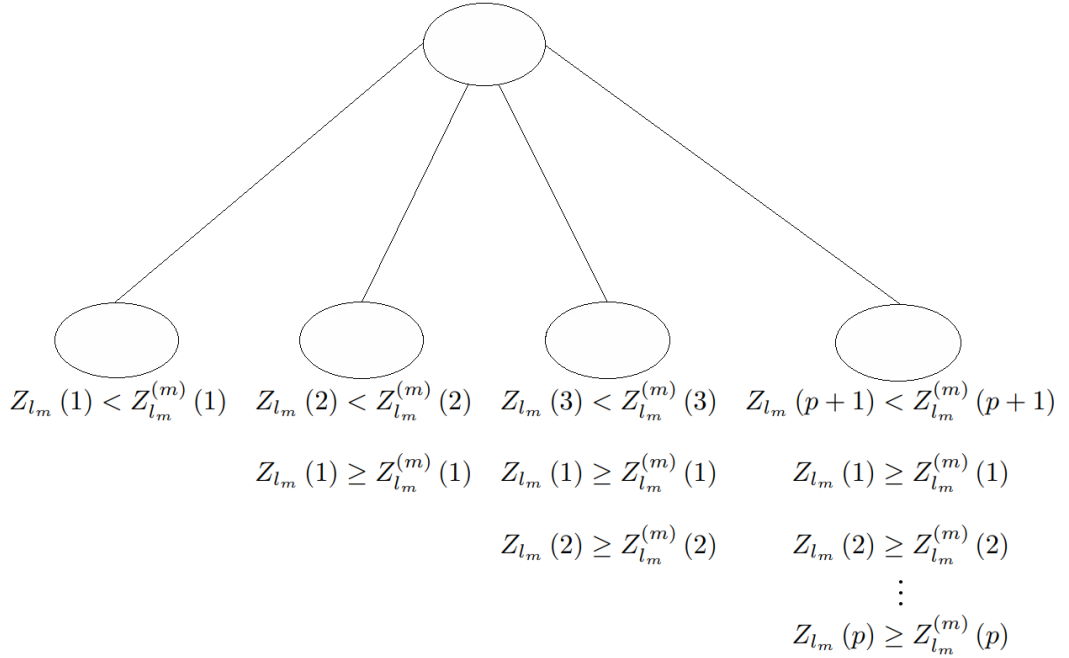 Z_{l_m}(1) < Z_{l_m}^{(m)}(1) Z_{l_m}(2) < Z_{l_m}^{(m)}(2) Z_{l_m}(3) < Z_{l_m}^{(m)}(3) Z_{l_m}(p+1) < Z_{l_m}^{(m)}(p+1)
Z_{l_m}(1) ≥ Z_{l_m}^{(m)}(1) Z_{l_m}(1) ≥ Z_{l_m}^{(m)}(1) Z_{l_m}(1) ≥ Z_{l_m}^{(m)}(1)
Z_{l_m}(2) ≥ Z_{l_m}^{(m)}(2) Z_{l_m}(2) ≥ Z_{l_m}^{(m)}(2)
⋮
Z_{l_m}(p) ≥ Z_{l_m}^{(m)}(p)